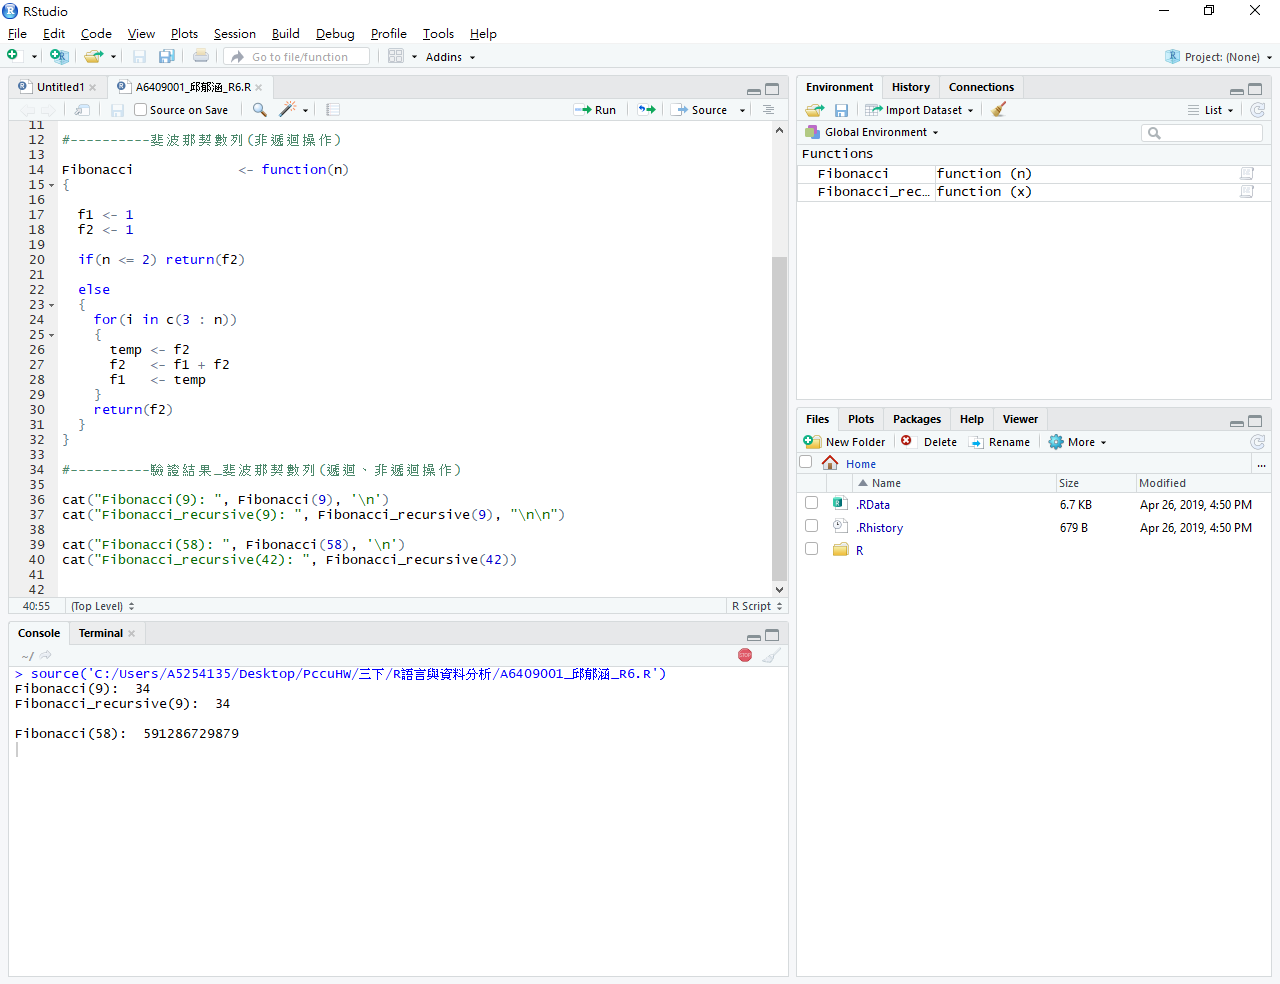 RStudio
File Edit Code View Plots Session Build Debug Profile Tools Help
Go to file/function
Addins
Project: (None)
Untitled1
A6409001_邱郁涵_R6.R
Source on Save
Run
Source
11
12 #----------斐波那契數列(非遞迴操作)
13
14 Fibonacci <- function(n)
15 {
16
17 f1 <- 1
18 f2 <- 1
19
20 if(n <= 2) return(f2)
21
22 else
23 {
24 for(i in c(3 : n))
25 {
26 temp <- f2
27 f2 <- f1 + f2
28 f1 <- temp
29 }
30 return(f2)
31 }
32 }
33
34 #----------驗證結果_斐波那契數列(遞迴、非遞迴操作)
35
36 cat("Fibonacci(9): ", Fibonacci(9), '\n')
37 cat("Fibonacci_recursive(9): ", Fibonacci_recursive(9), "\n\n")
38
39 cat("Fibonacci(58): ", Fibonacci(58), '\n')
40 cat("Fibonacci_recursive(42): ", Fibonacci_recursive(42))
41
42
40:55 (Top Level) R Script
Console Terminal
~/
STOP
> source('C:/Users/A5254135/Desktop/PccuHW/三下/R語言與資料分析/A6409001_邱郁涵_R6.R')
Fibonacci(9): 34
Fibonacci_recursive(9): 34
Fibonacci(58): 591286729879
Environment History Connections
Import Dataset
List
Global Environment
Functions
Fibonacci function (n)
Fibonacci_rec… function (x)
Files Plots Packages Help Viewer
New Folder Delete Rename More
Home ...
Name Size Modified
.RData 6.7 KB Apr 26, 2019, 4:50 PM
.Rhistory 679 B Apr 26, 2019, 4:50 PM
R